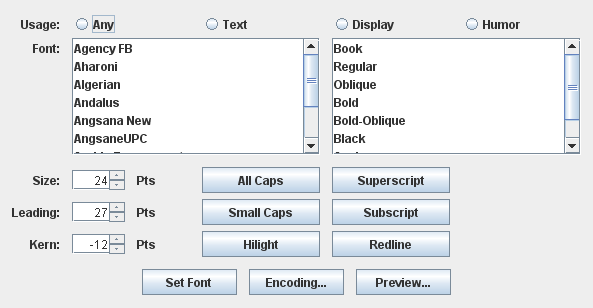 Usage: Any Text Display Humor
Font: Agency FB Book
Aharoni Regular
Algerian Oblique
Andalus Bold
Angsana New Bold-Oblique
AngsaneUPC Black
Size: 24 Pts All Caps Superscript
Leading: 27 Pts Small Caps Subscript
Kern: -12 Pts Hilight Redline
Set Font Encoding... Preview...